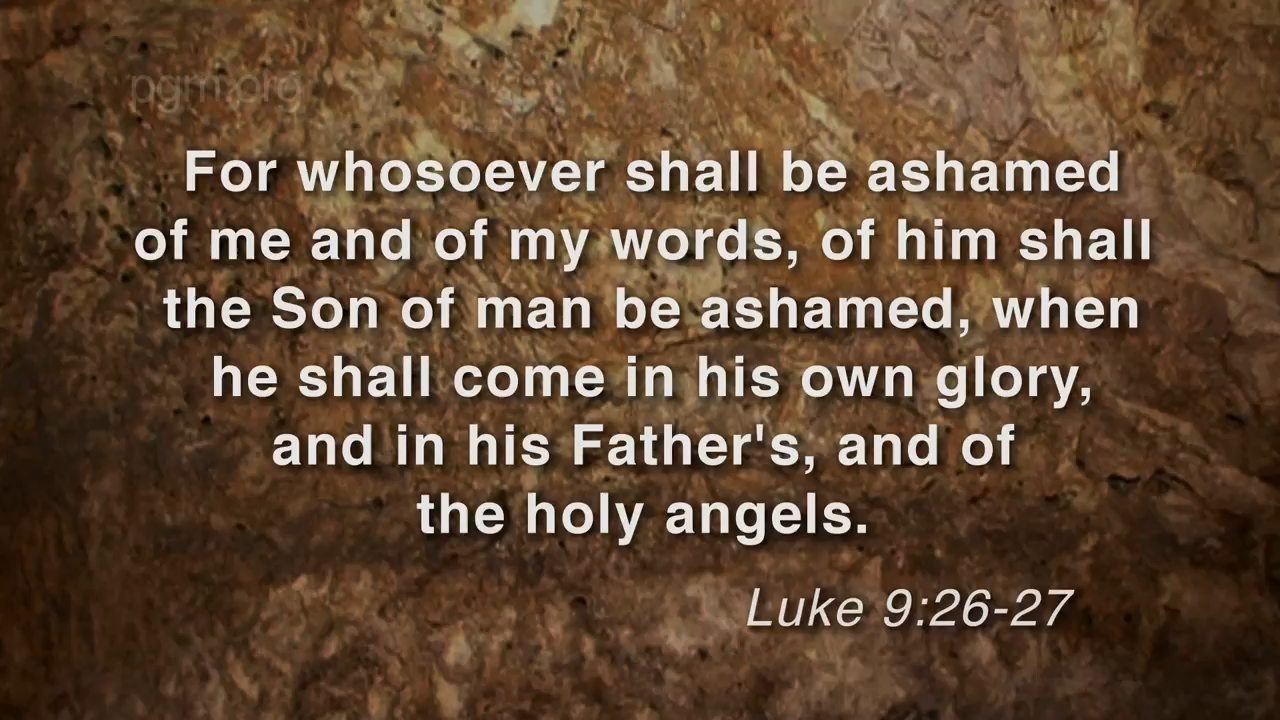 pgm.org
For whosoever shall be ashamed
of me and of my words, of him shall
the Son of man be ashamed, when
he shall come in his own glory,
and in his Father's, and of
the holy angels.
Luke 9:26-27